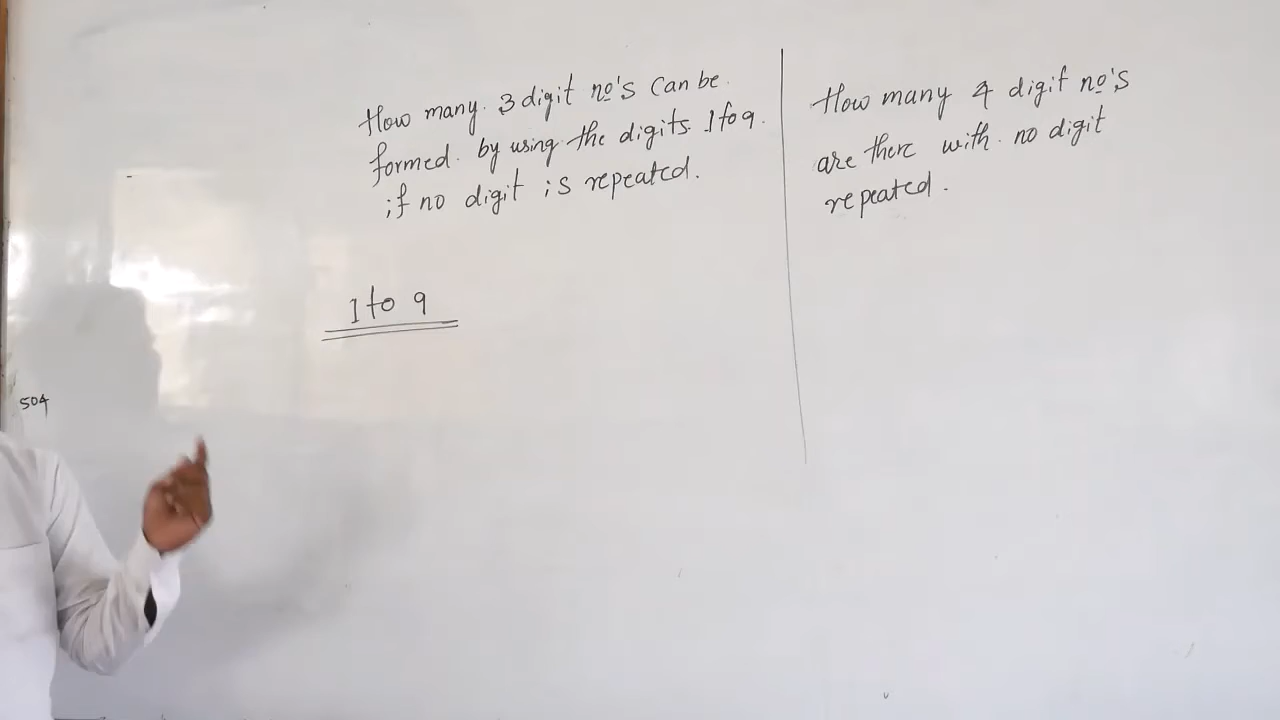 How many 3 digit no's can be
formed by using the digits 1 to 9.
if no digit is repeated.
1 to 9
504
How many 4 digit no's
are there with no digit
repeated.